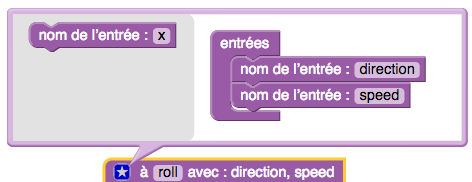 nom de l'entrée : x
entrées
nom de l'entrée : direction
nom de l'entrée : speed
à roll avec : direction, speed